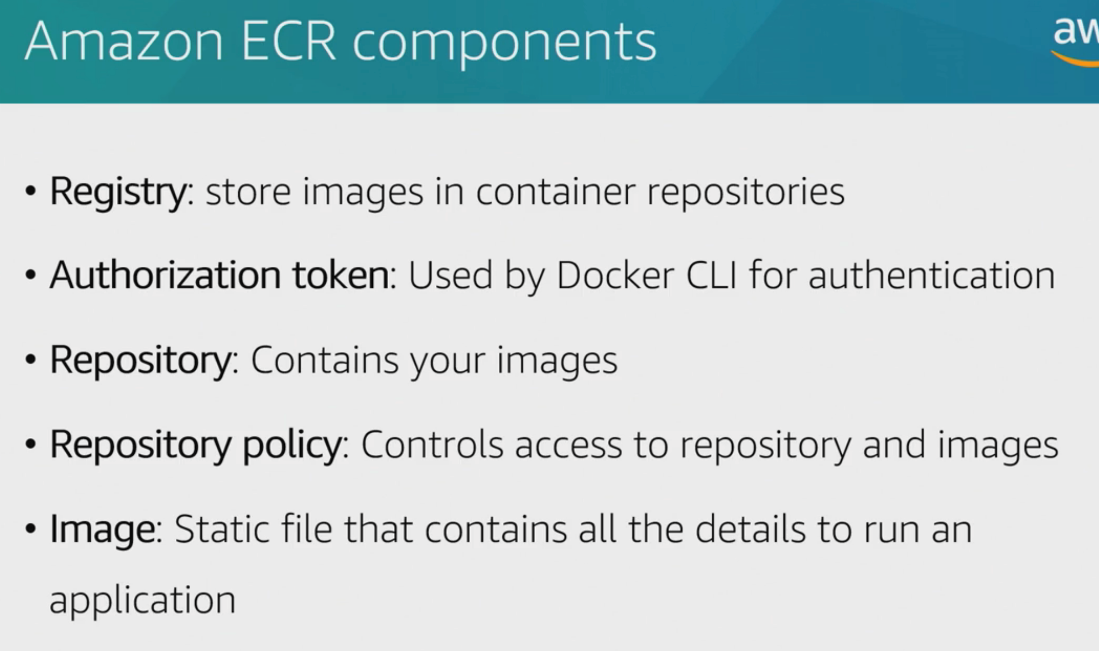 Amazon ECR components
aw
• Registry: store images in container repositories
• Authorization token: Used by Docker CLI for authentication
• Repository: Contains your images
• Repository policy: Controls access to repository and images
• Image: Static file that contains all the details to run an
application